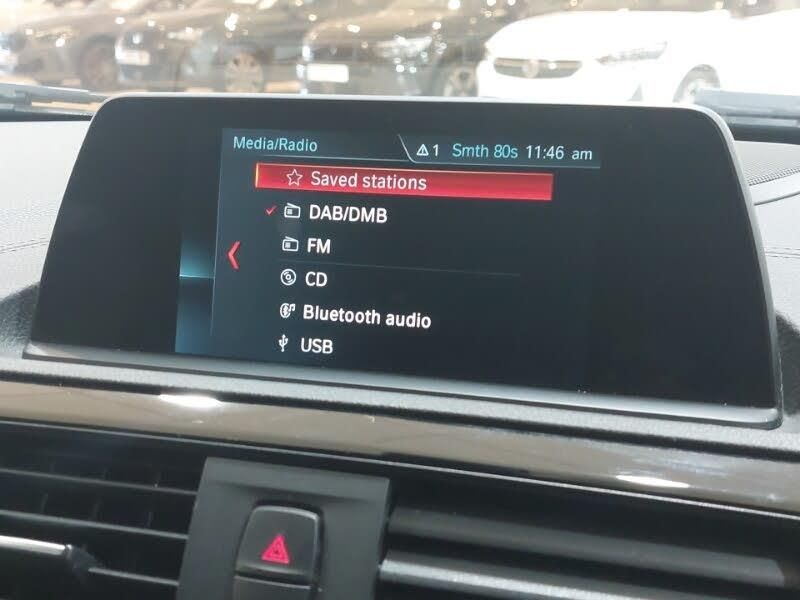 Media/Radio
1 Smth 80s 11:46 am
Saved stations
DAB/DMB
FM
CD
Bluetooth audio
USB